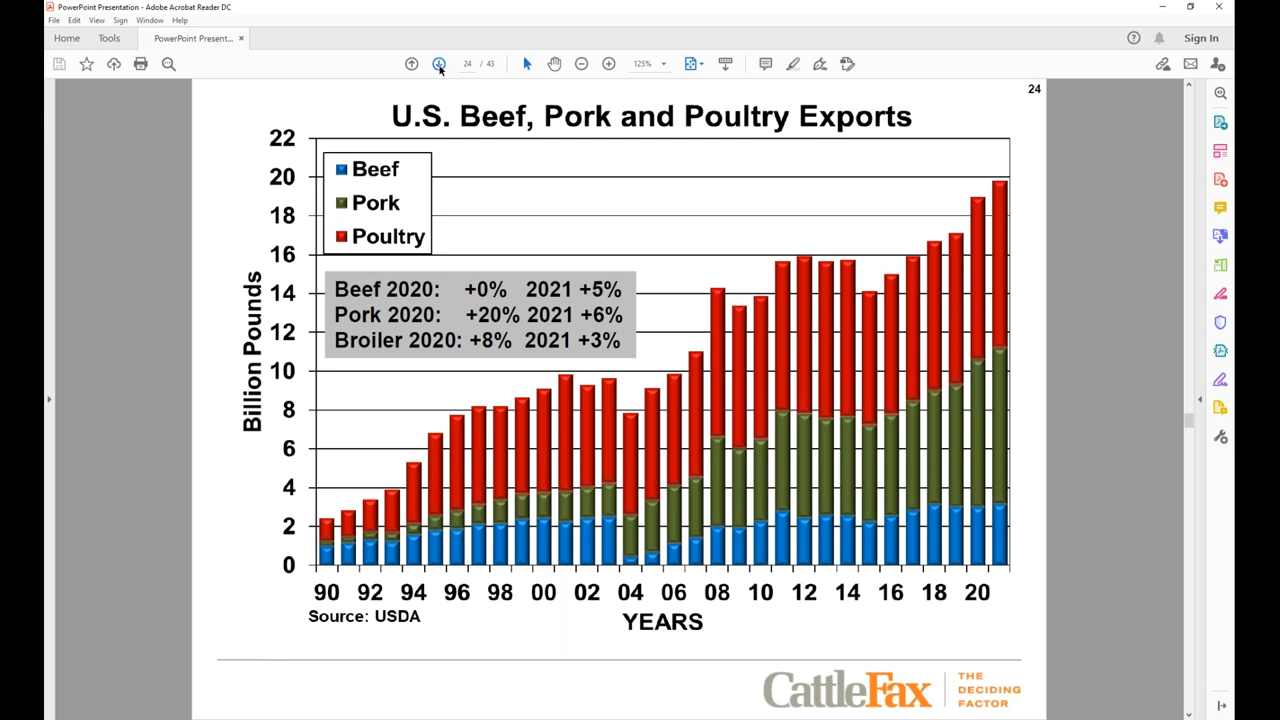 PowerPoint Presentation - Adobe Acrobat Reader DC
File Edit View Sign Window Help
Home Tools PowerPoint Present... × Sign In
24 / 43 125%
24
U.S. Beef, Pork and Poultry Exports
Beef
Pork
Poultry
Beef 2020: +0% 2021 +5%
Pork 2020: +20% 2021 +6%
Broiler 2020: +8% 2021 +3%
Billion Pounds
22
20
18
16
14
12
10
8
6
4
2
0
90 92 94 96 98 00 02 04 06 08 10 12 14 16 18 20
Source: USDA
YEARS
CattleFax
THE
DECIDING
FACTOR